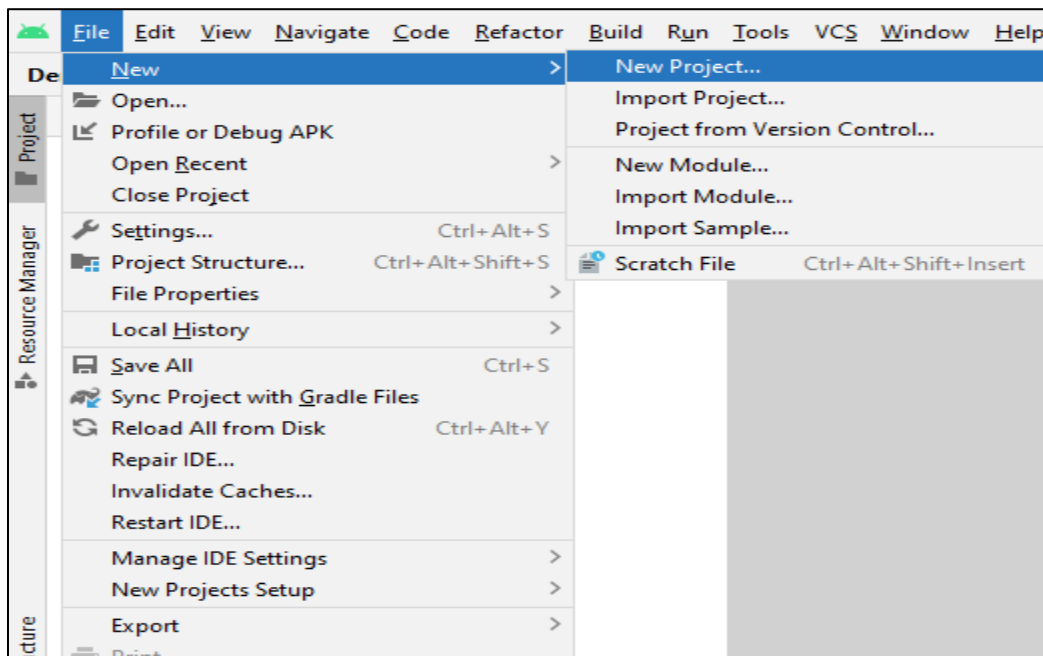 File Edit View Navigate Code Refactor Build Run Tools VCS Window Help
De
New
Open...
Profile or Debug APK
Open Recent
Close Project
Settings... Ctrl+Alt+S
Project Structure... Ctrl+Alt+Shift+S
File Properties
Local History
Save All Ctrl+S
Sync Project with Gradle Files
Reload All from Disk Ctrl+Alt+Y
Repair IDE...
Invalidate Caches...
Restart IDE...
Manage IDE Settings
New Projects Setup
Export
Print
New Project...
Import Project...
Project from Version Control...
New Module...
Import Module...
Import Sample...
Scratch File Ctrl+Alt+Shift+Insert
Project
Resource Manager
cture